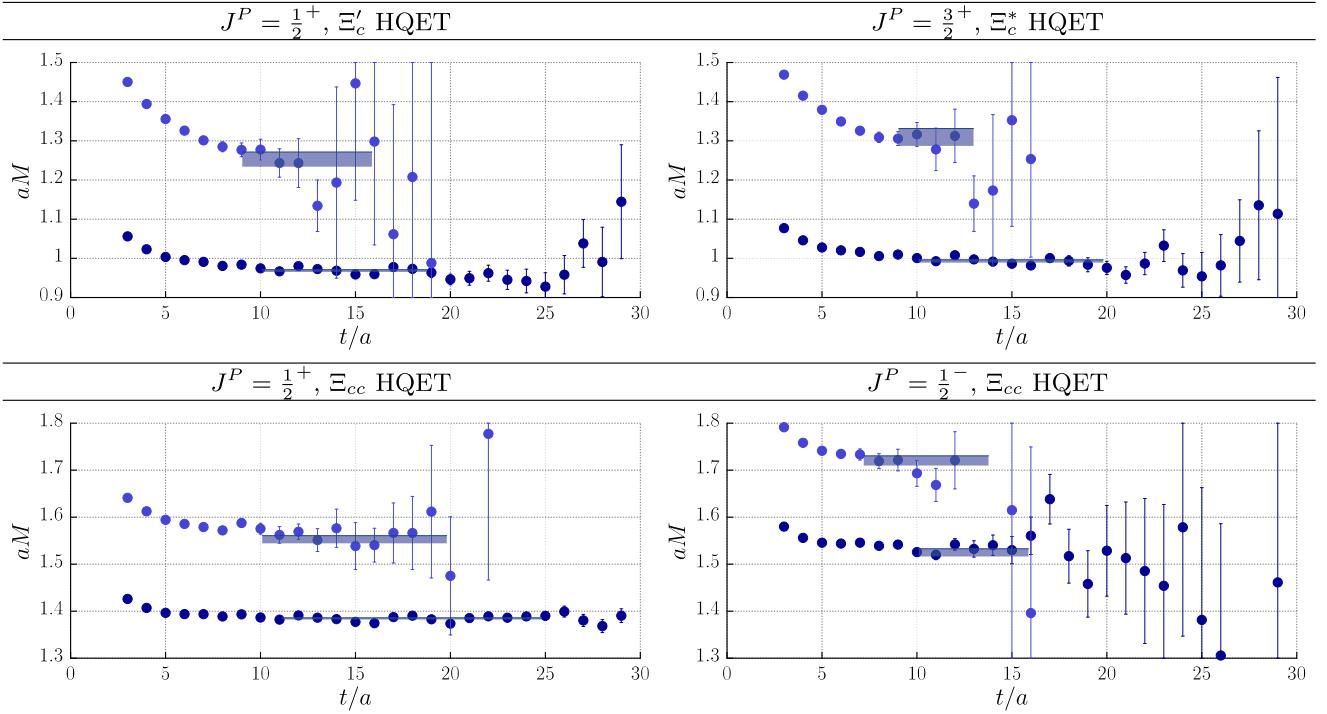 J^P = 1/2^+, Ξ′_c HQET
J^P = 3/2^+, Ξ*_c HQET
1.5
1.4
1.3
1.2
1.1
1
0.9
aM
0 5 10 15 20 25 30
t/a
1.5
1.4
1.3
1.2
1.1
1
0.9
aM
0 5 10 15 20 25 30
t/a
J^P = 1/2^+, Ξ_cc HQET
J^P = 1/2^−, Ξ_cc HQET
1.8
1.7
1.6
1.5
1.4
1.3
aM
0 5 10 15 20 25 30
t/a
1.8
1.7
1.6
1.5
1.4
1.3
aM
0 5 10 15 20 25 30
t/a